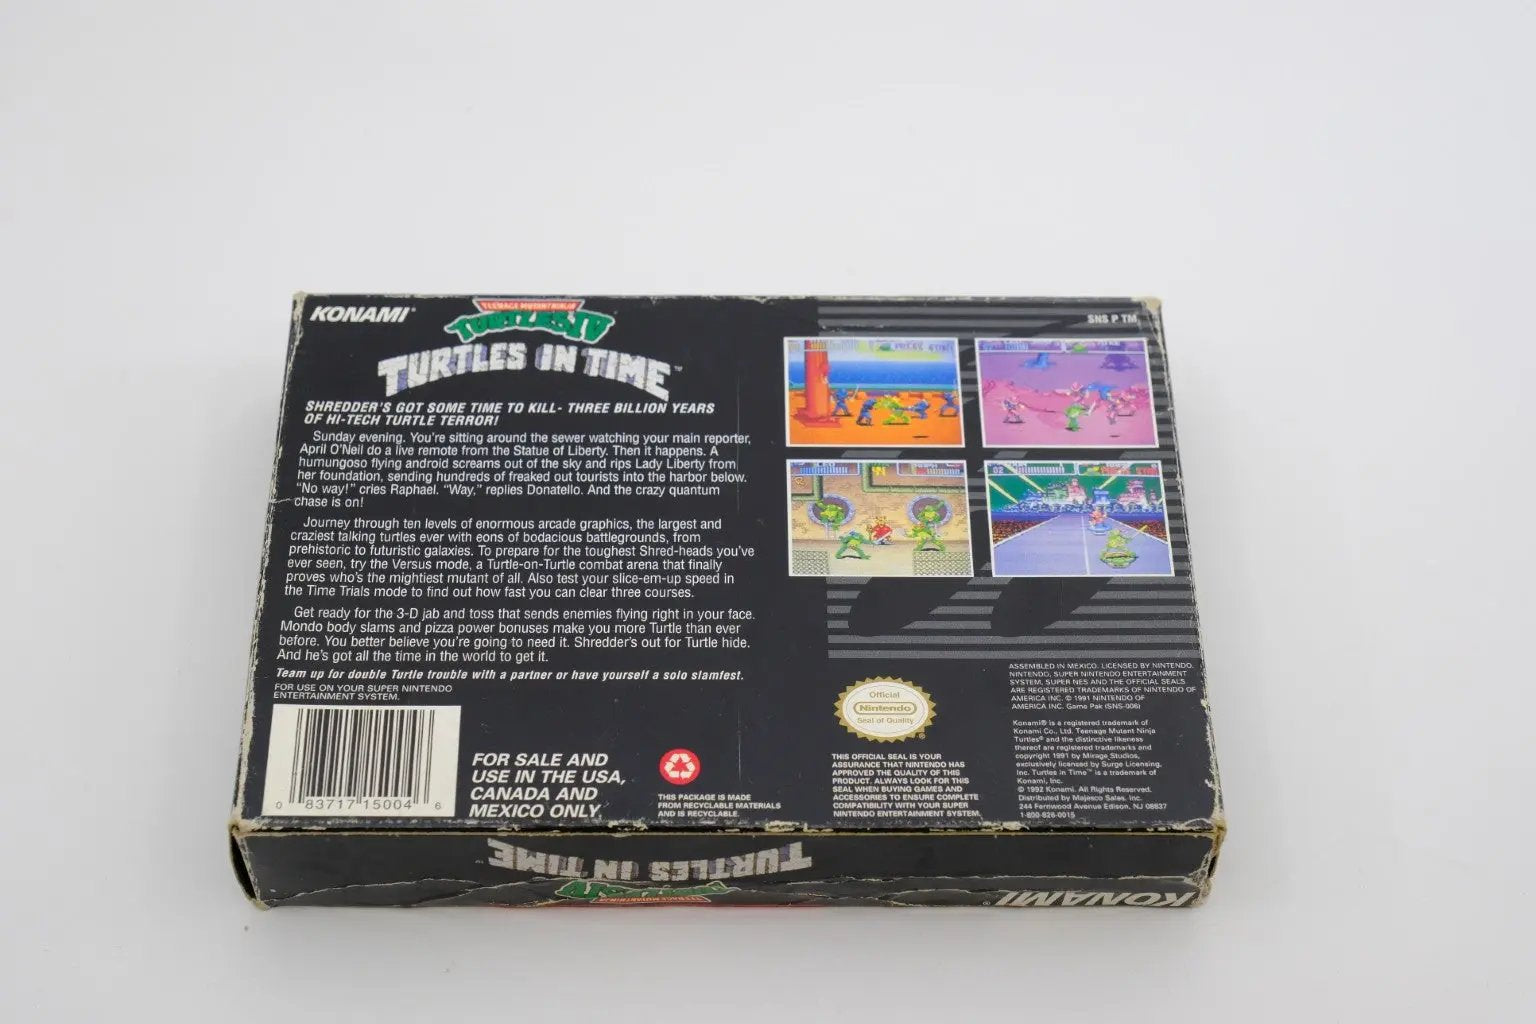 KONAMI®
TEENAGE MUTANT NINJA
TURTLES IV
TURTLES IN TIME™
SHREDDER'S GOT SOME TIME TO KILL- THREE BILLION YEARS
OF HI-TECH TURTLE TERROR!
Sunday evening. You're sitting around the sewer watching your main reporter,
April O'Neil do a live remote from the Statue of Liberty. Then it happens. A
humungoso flying android screams out of the sky and rips Lady Liberty from
her foundation, sending hundreds of freaked out tourists into the harbor below.
"No way!" cries Raphael. "Way," replies Donatello. And the crazy quantum
chase is on!
Journey through ten levels of enormous arcade graphics, the largest and
craziest talking turtles ever with eons of bodacious battlegrounds, from
prehistoric to futuristic galaxies. To prepare for the toughest Shred-heads you've
ever seen, try the Versus mode, a Turtle-on-Turtle combat arena that finally
proves who's the mightiest mutant of all. Also test your slice-em-up speed in
the Time Trials mode to find out how fast you can clear three courses.
Get ready for the 3-D jab and toss that sends enemies flying right in your face.
Mondo body slams and pizza power bonuses make you more Turtle than ever
before. You better believe you're going to need it. Shredder's out for Turtle hide.
And he's got all the time in the world to get it.
Team up for double Turtle trouble with a partner or have yourself a solo slamfest.
FOR USE ON YOUR SUPER NINTENDO
ENTERTAINMENT SYSTEM.
0 83717 15004 6
FOR SALE AND
USE IN THE USA,
CANADA AND
MEXICO ONLY.
THIS PACKAGE IS MADE
FROM RECYCLABLE MATERIALS
AND IS RECYCLABLE.
SNS P TM
Official
Nintendo
Seal of Quality
THIS OFFICIAL SEAL IS YOUR
ASSURANCE THAT NINTENDO HAS
APPROVED THE QUALITY OF THIS
PRODUCT. ALWAYS LOOK FOR THIS
SEAL WHEN BUYING GAMES AND
ACCESSORIES TO ENSURE COMPLETE
COMPATIBILITY WITH YOUR SUPER
NINTENDO ENTERTAINMENT SYSTEM.
ASSEMBLED IN MEXICO. LICENSED BY NINTENDO.
NINTENDO, SUPER NINTENDO ENTERTAINMENT
SYSTEM, SUPER NES AND THE OFFICIAL SEALS
ARE REGISTERED TRADEMARKS OF NINTENDO OF
AMERICA INC. © 1991 NINTENDO OF
AMERICA INC. Game Pak (SNS-006)
Konami® is a registered trademark of
Konami Co., Ltd. Teenage Mutant Ninja
Turtles® and the distinctive likeness
thereof are registered trademarks and
copyright 1991 by Mirage Studios,
exclusively licensed by Surge Licensing,
Inc. Turtles in Time™ is a trademark of
Konami, Inc.
© 1992 Konami. All Rights Reserved.
Distributed by Majesco Sales, Inc.
244 Fernwood Avenue Edison, NJ 08837
1-800-826-0015
TURTLES IN TIME™
TEENAGE MUTANT NINJA
TURTLES IV
KONAMI®